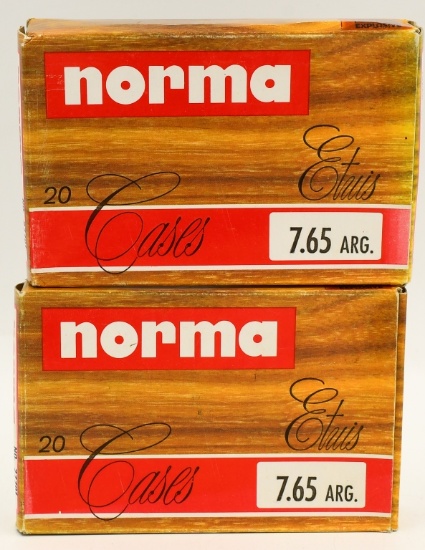 norma
Etuis
20 Cases
7.65 ARG.
norma
Etuis
20 Cases
7.65 ARG.